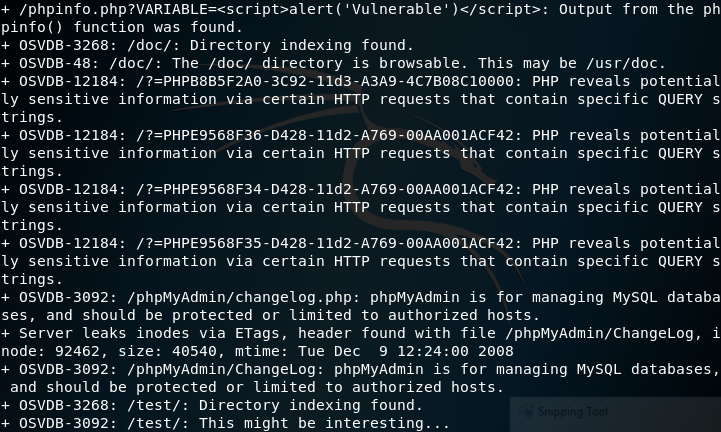 + /phpinfo.php?VARIABLE=<script>alert('Vulnerable')</script>: Output from the ph
pinfo() function was found.
+ OSVDB-3268: /doc/: Directory indexing found.
+ OSVDB-48: /doc/: The /doc/ directory is browsable. This may be /usr/doc.
+ OSVDB-12184: /?=PHPB8B5F2A0-3C92-11d3-A3A9-4C7B08C10000: PHP reveals potential
ly sensitive information via certain HTTP requests that contain specific QUERY s
trings.
+ OSVDB-12184: /?=PHPE9568F36-D428-11d2-A769-00AA001ACF42: PHP reveals potential
ly sensitive information via certain HTTP requests that contain specific QUERY s
trings.
+ OSVDB-12184: /?=PHPE9568F34-D428-11d2-A769-00AA001ACF42: PHP reveals potential
ly sensitive information via certain HTTP requests that contain specific QUERY s
trings.
+ OSVDB-12184: /?=PHPE9568F35-D428-11d2-A769-00AA001ACF42: PHP reveals potential
ly sensitive information via certain HTTP requests that contain specific QUERY s
trings.
+ OSVDB-3092: /phpMyAdmin/changelog.php: phpMyAdmin is for managing MySQL databa
ses, and should be protected or limited to authorized hosts.
+ Server leaks inodes via ETags, header found with file /phpMyAdmin/ChangeLog, i
node: 92462, size: 40540, mtime: Tue Dec  9 12:24:00 2008
+ OSVDB-3092: /phpMyAdmin/ChangeLog: phpMyAdmin is for managing MySQL databases,
 and should be protected or limited to authorized hosts.
+ OSVDB-3268: /test/: Directory indexing found.
+ OSVDB-3092: /test/: This might be interesting...
Snipping Tool